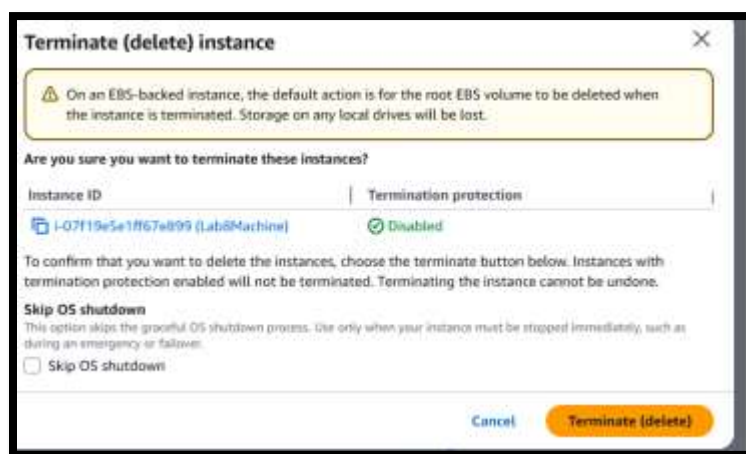 Terminate (delete) instance
On an EBS-backed instance, the default action is for the root EBS volume to be deleted when
the instance is terminated. Storage on any local drives will be lost.
Are you sure you want to terminate these instances?
Instance ID | Termination protection |
i-07f19e5e1ff67e899 (Lab8Machine) Disabled
To confirm that you want to delete the instances, choose the terminate button below. Instances with
termination protection enabled will not be terminated. Terminating the instance cannot be undone.
Skip OS shutdown
This option skips the graceful OS shutdown process. Use only when your instance must be stopped immediately, such as
during an emergency or failover.
Skip OS shutdown
Cancel Terminate (delete)